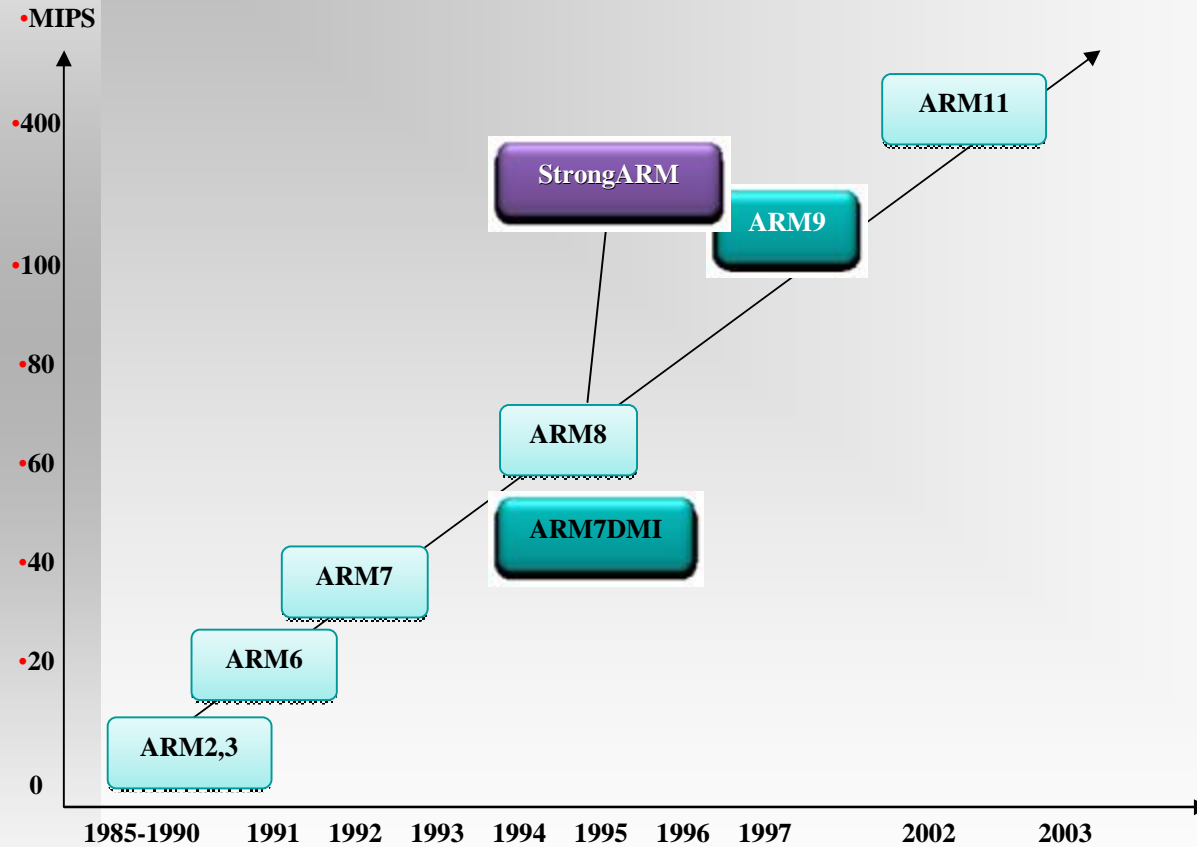 •MIPS
ARM11
•400
StrongARM
ARM9
•100
•80
ARM8
•60
ARM7DMI
•40
ARM7
•20
ARM6
ARM2,3
0
1985-1990 1991 1992 1993 1994 1995 1996 1997 2002 2003